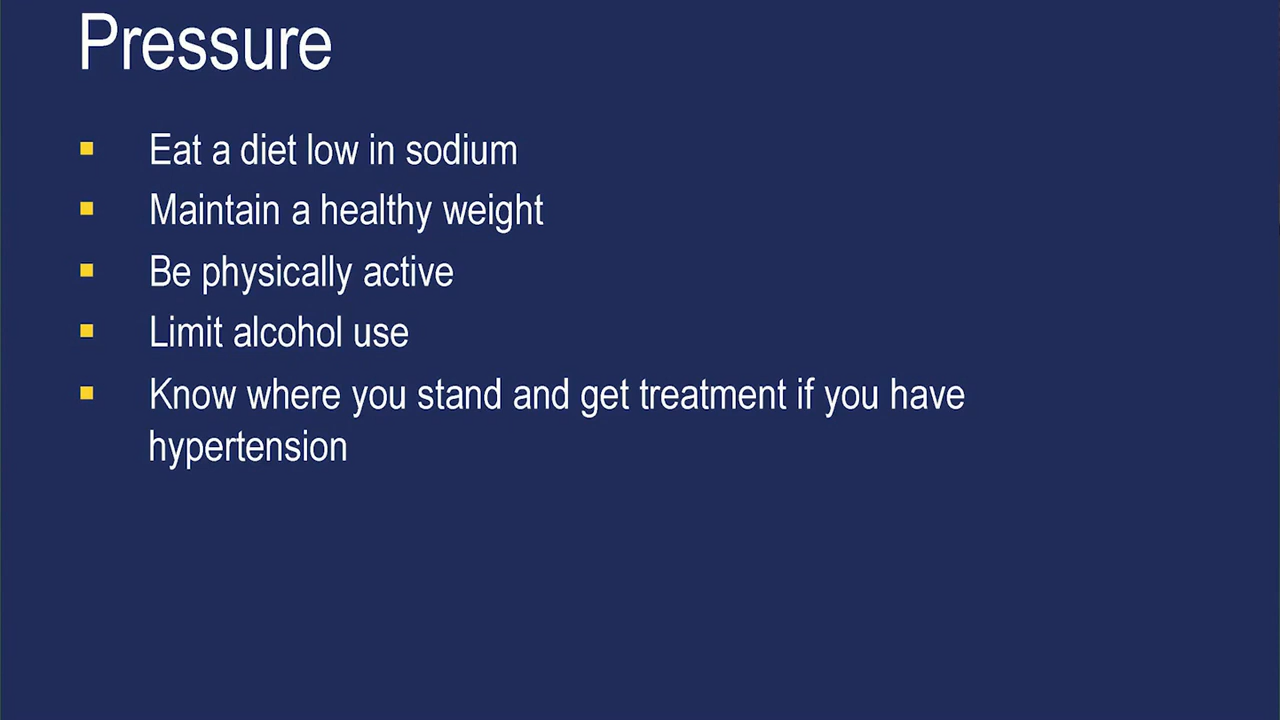 Pressure
Eat a diet low in sodium
Maintain a healthy weight
Be physically active
Limit alcohol use
Know where you stand and get treatment if you have
hypertension